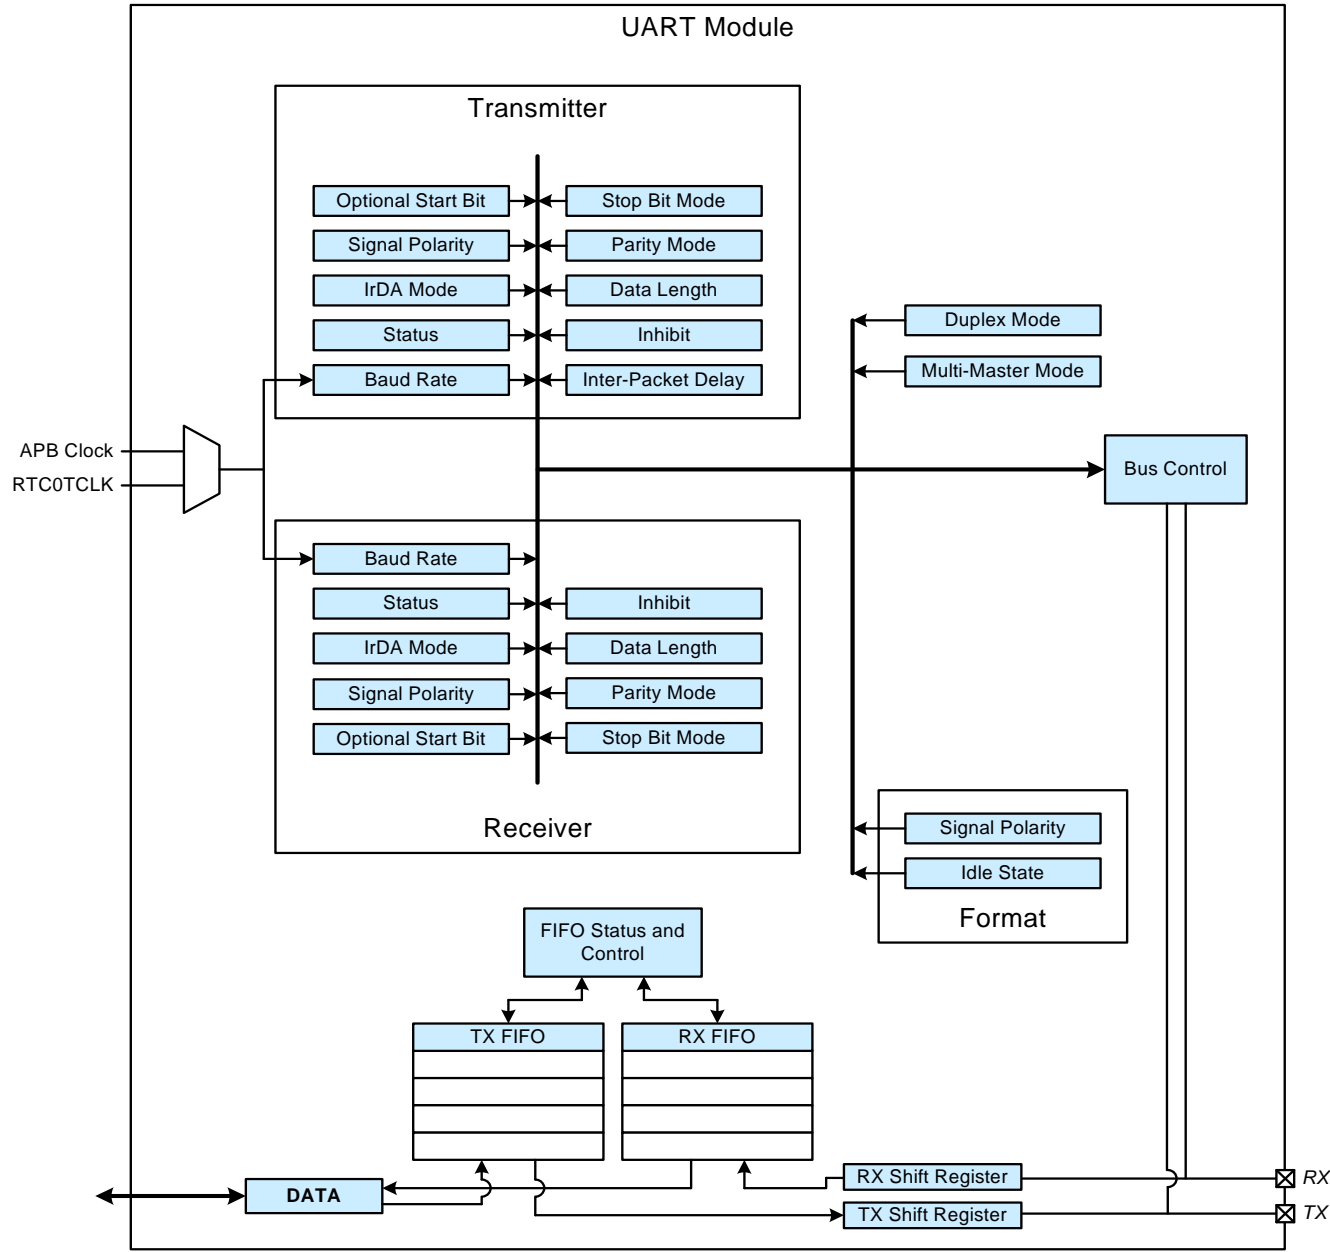 UART Module
Transmitter
Optional Start Bit
Stop Bit Mode
Signal Polarity
Parity Mode
IrDA Mode
Data Length
Status
Inhibit
Baud Rate
Inter-Packet Delay
Duplex Mode
Multi-Master Mode
APB Clock
RTC0TCLK
Bus Control
Baud Rate
Status
Inhibit
IrDA Mode
Data Length
Signal Polarity
Parity Mode
Optional Start Bit
Stop Bit Mode
Receiver
Signal Polarity
Idle State
Format
FIFO Status and
Control
TX FIFO
RX FIFO
RX Shift Register
RX
DATA
TX Shift Register
TX